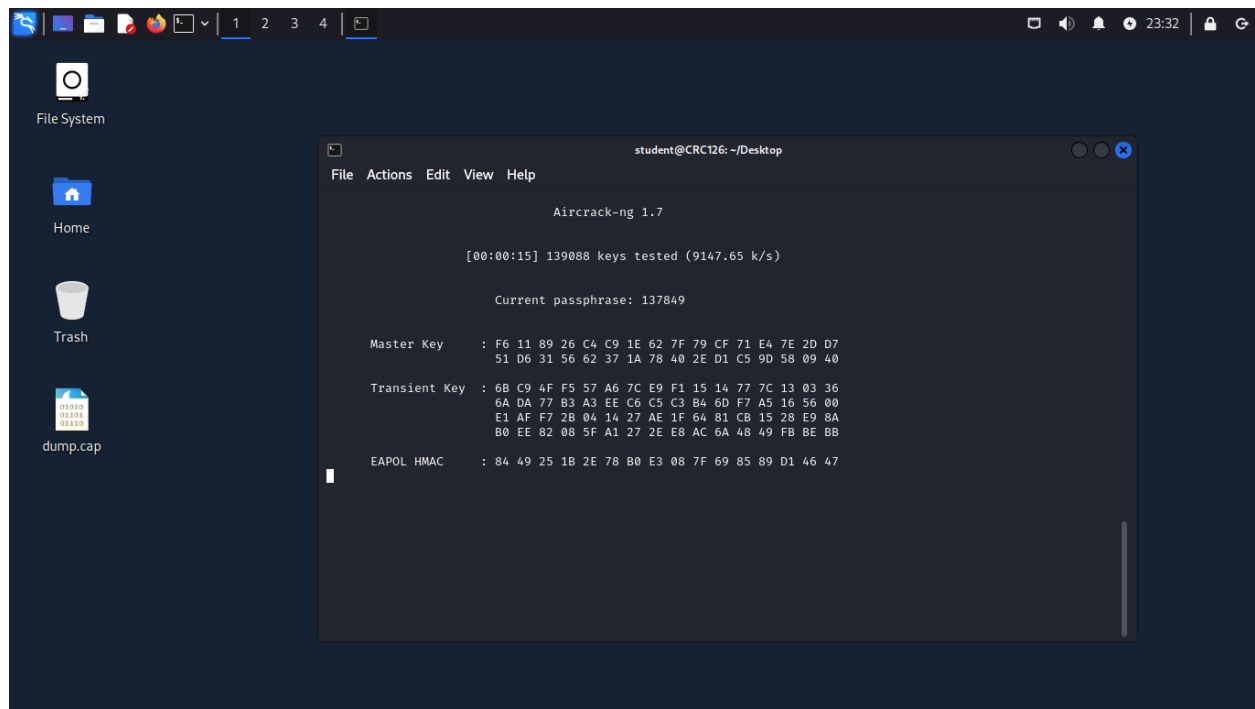 1 2 3 4 23:32
File System
Home
Trash
01010
01101
01110
dump.cap
student@CRC126: ~/Desktop
File Actions Edit View Help
Aircrack-ng 1.7
[00:00:15] 139088 keys tested (9147.65 k/s)
Current passphrase: 137849
Master Key : F6 11 89 26 C4 C9 1E 62 7F 79 CF 71 E4 7E 2D D7
51 D6 31 56 62 37 1A 78 40 2E D1 C5 9D 58 09 40
Transient Key : 6B C9 4F F5 57 A6 7C E9 F1 15 14 77 7C 13 03 36
6A DA 77 B3 A3 EE C6 C5 C3 B4 6D F7 A5 16 56 00
E1 AF F7 2B 04 14 27 AE 1F 64 81 CB 15 28 E9 8A
B0 EE 82 08 5F A1 27 2E E8 AC 6A 48 49 FB BE BB
EAPOL HMAC : 84 49 25 1B 2E 78 B0 E3 08 7F 69 85 89 D1 46 47